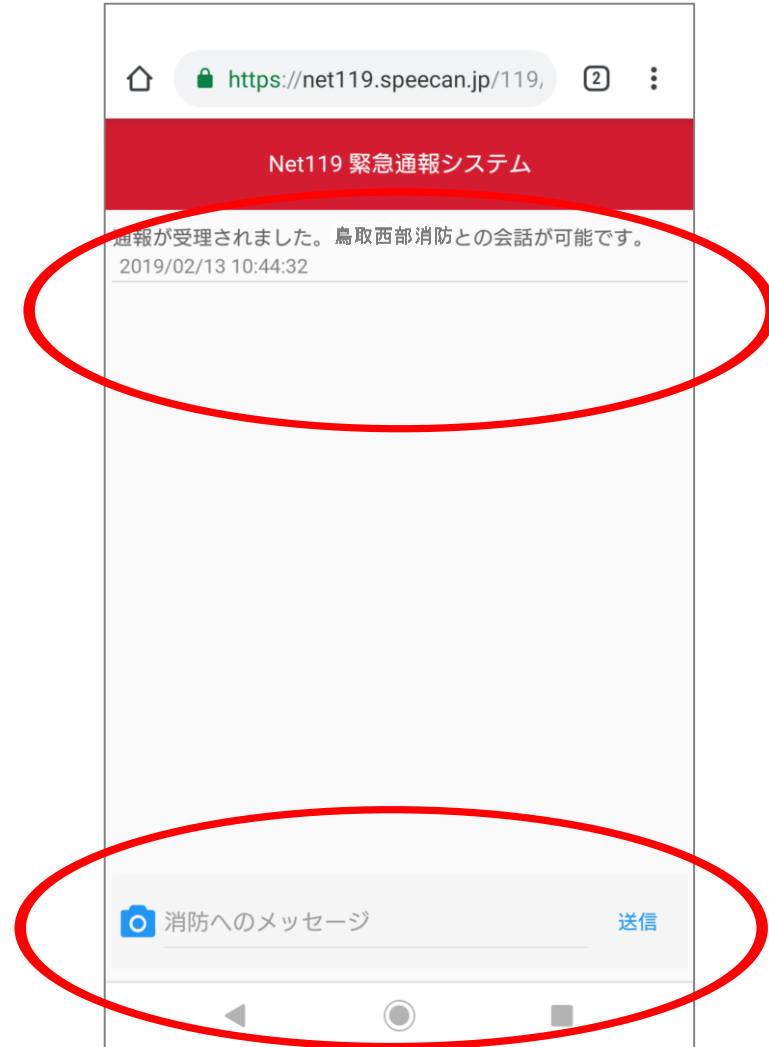 https://net119.speecan.jp/119,
2
Net119 緊急通報システム
通報が受理されました。鳥取西部消防との会話が可能です。
2019/02/13 10:44:32
消防へのメッセージ
送信